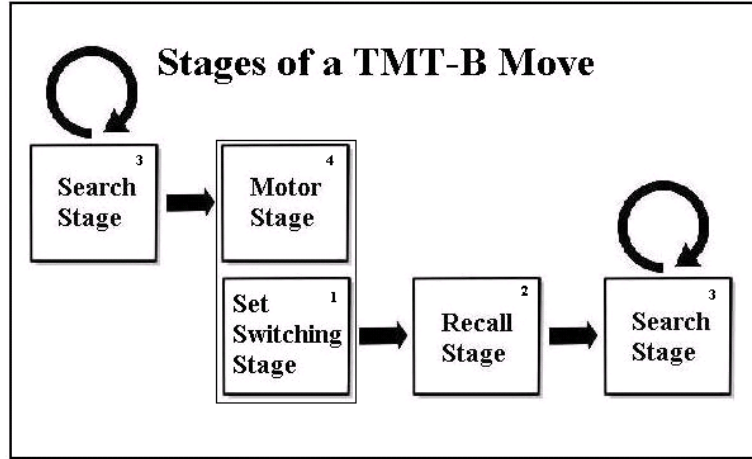 Stages of a TMT-B Move
3
Search
Stage
4
Motor
Stage
1
Set
Switching
Stage
2
Recall
Stage
3
Search
Stage